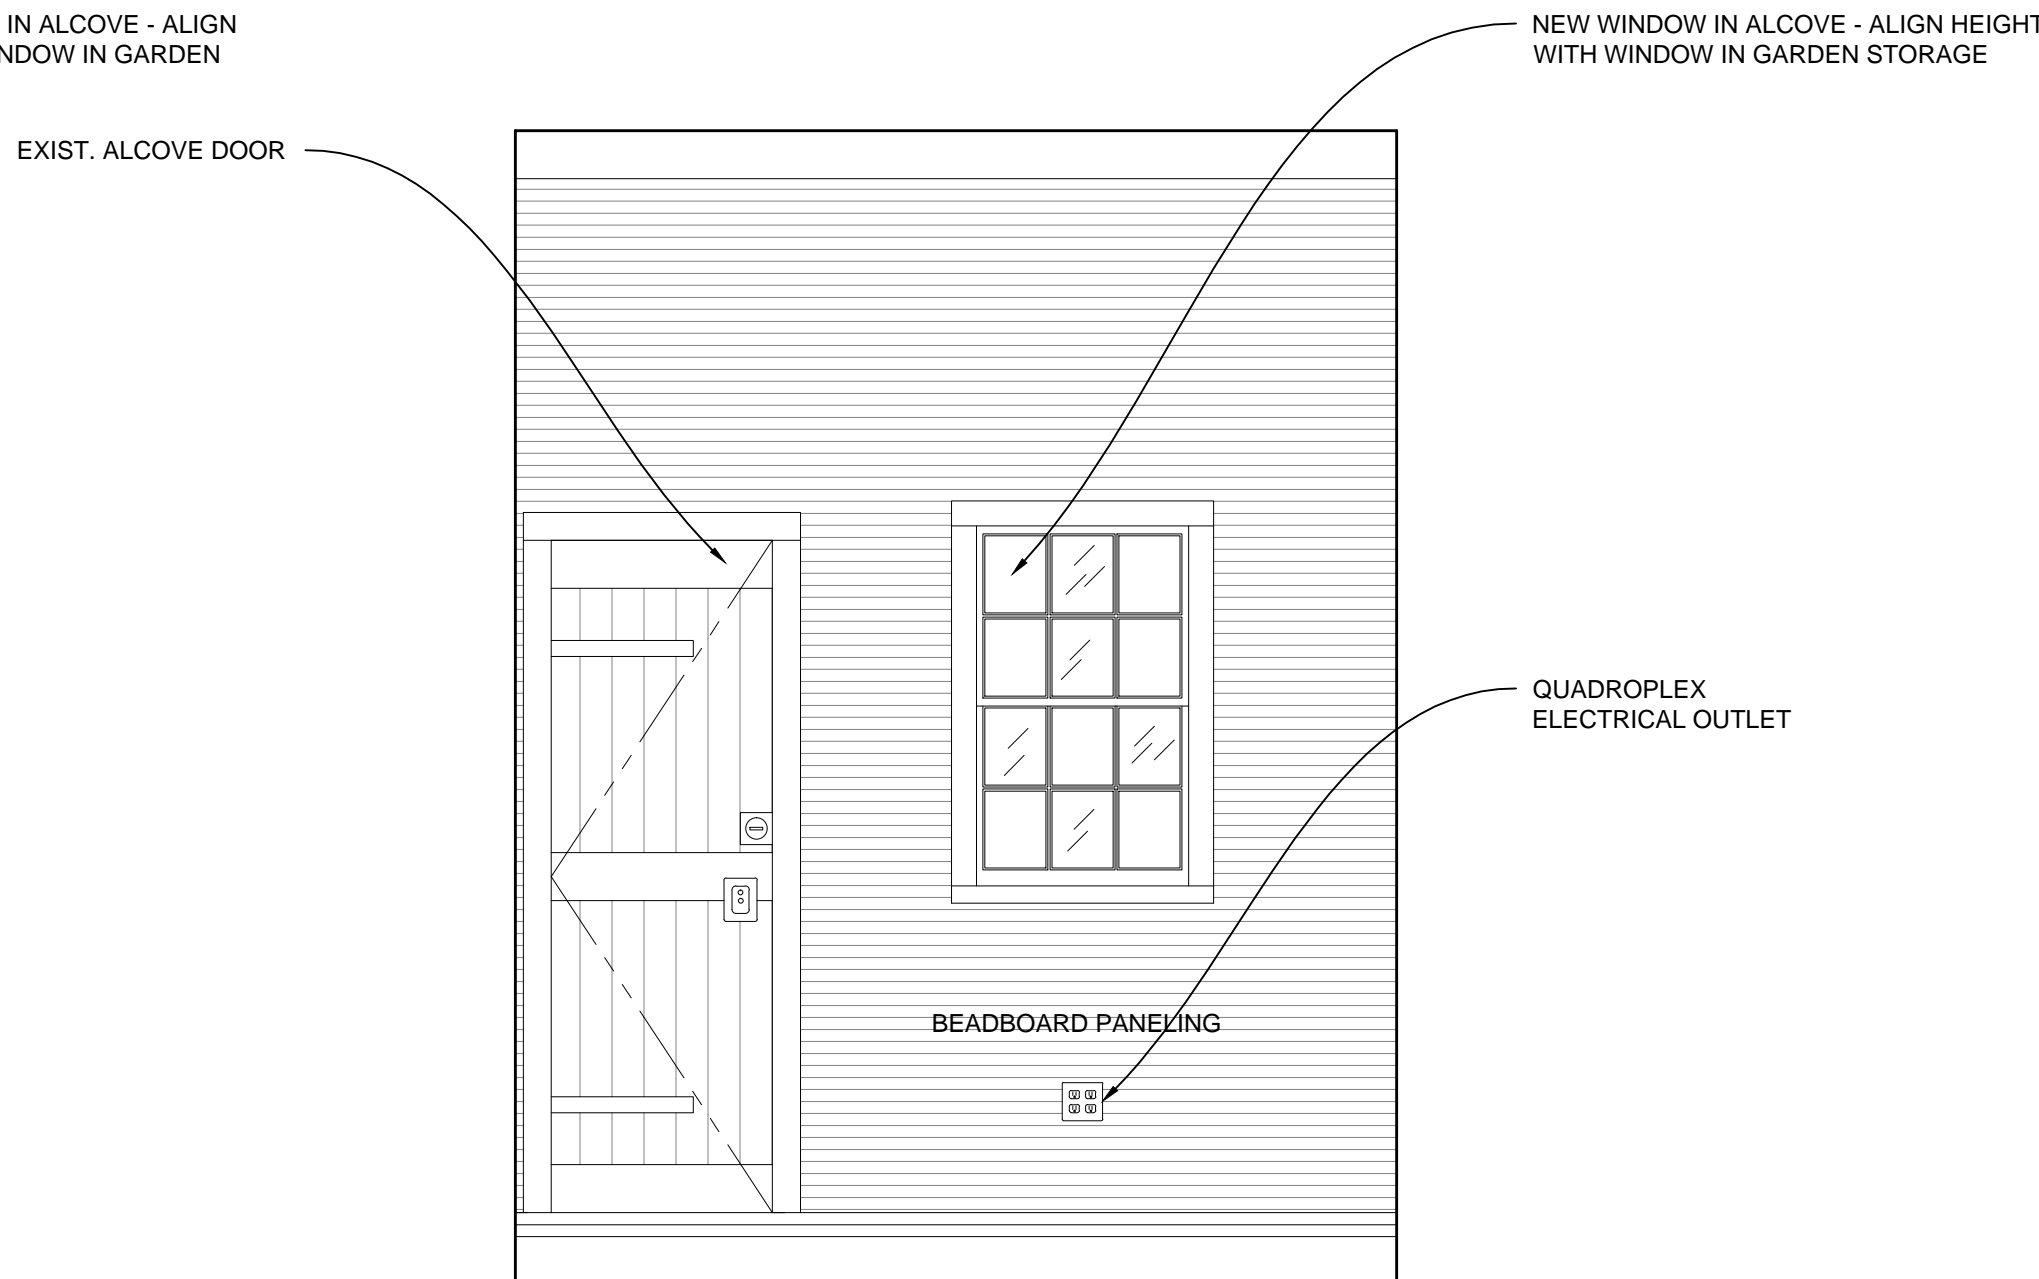 IN ALCOVE - ALIGN
NDOW IN GARDEN
NEW WINDOW IN ALCOVE - ALIGN HEIGHT
WITH WINDOW IN GARDEN STORAGE
EXIST. ALCOVE DOOR
QUADROPLEX
ELECTRICAL OUTLET
BEADBOARD PANELING